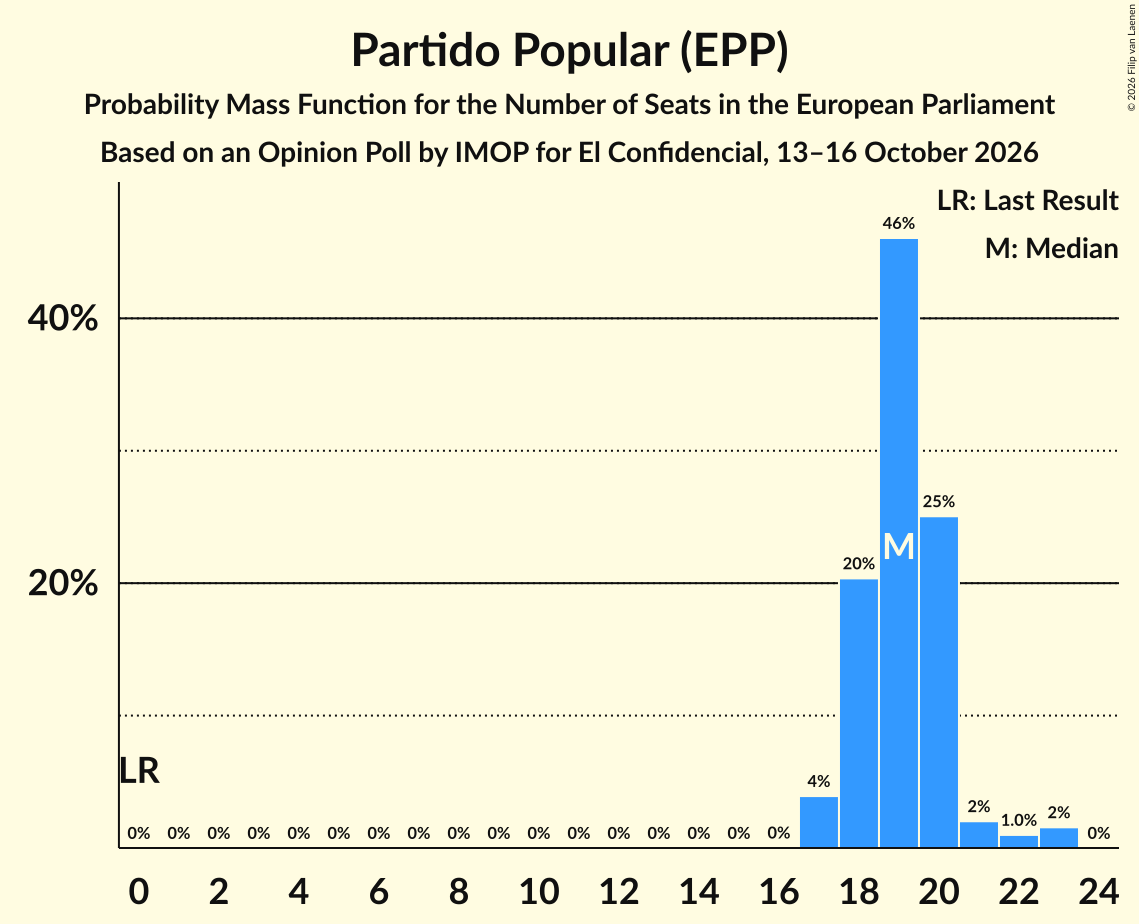 Partido Popular (EPP)
Probability Mass Function for the Number of Seats in the European Parliament
Based on an Opinion Poll by IMOP for El Confidencial, 13–16 October 2026
© 2026 Filip van Laenen
LR: Last Result
M: Median
40%
20%
LR
M
0% 0% 0% 0% 0% 0% 0% 0% 0% 0% 0% 0% 0% 0% 0% 0% 0% 4% 20% 46% 25% 2% 1.0% 2% 0%
0 2 4 6 8 10 12 14 16 18 20 22 24